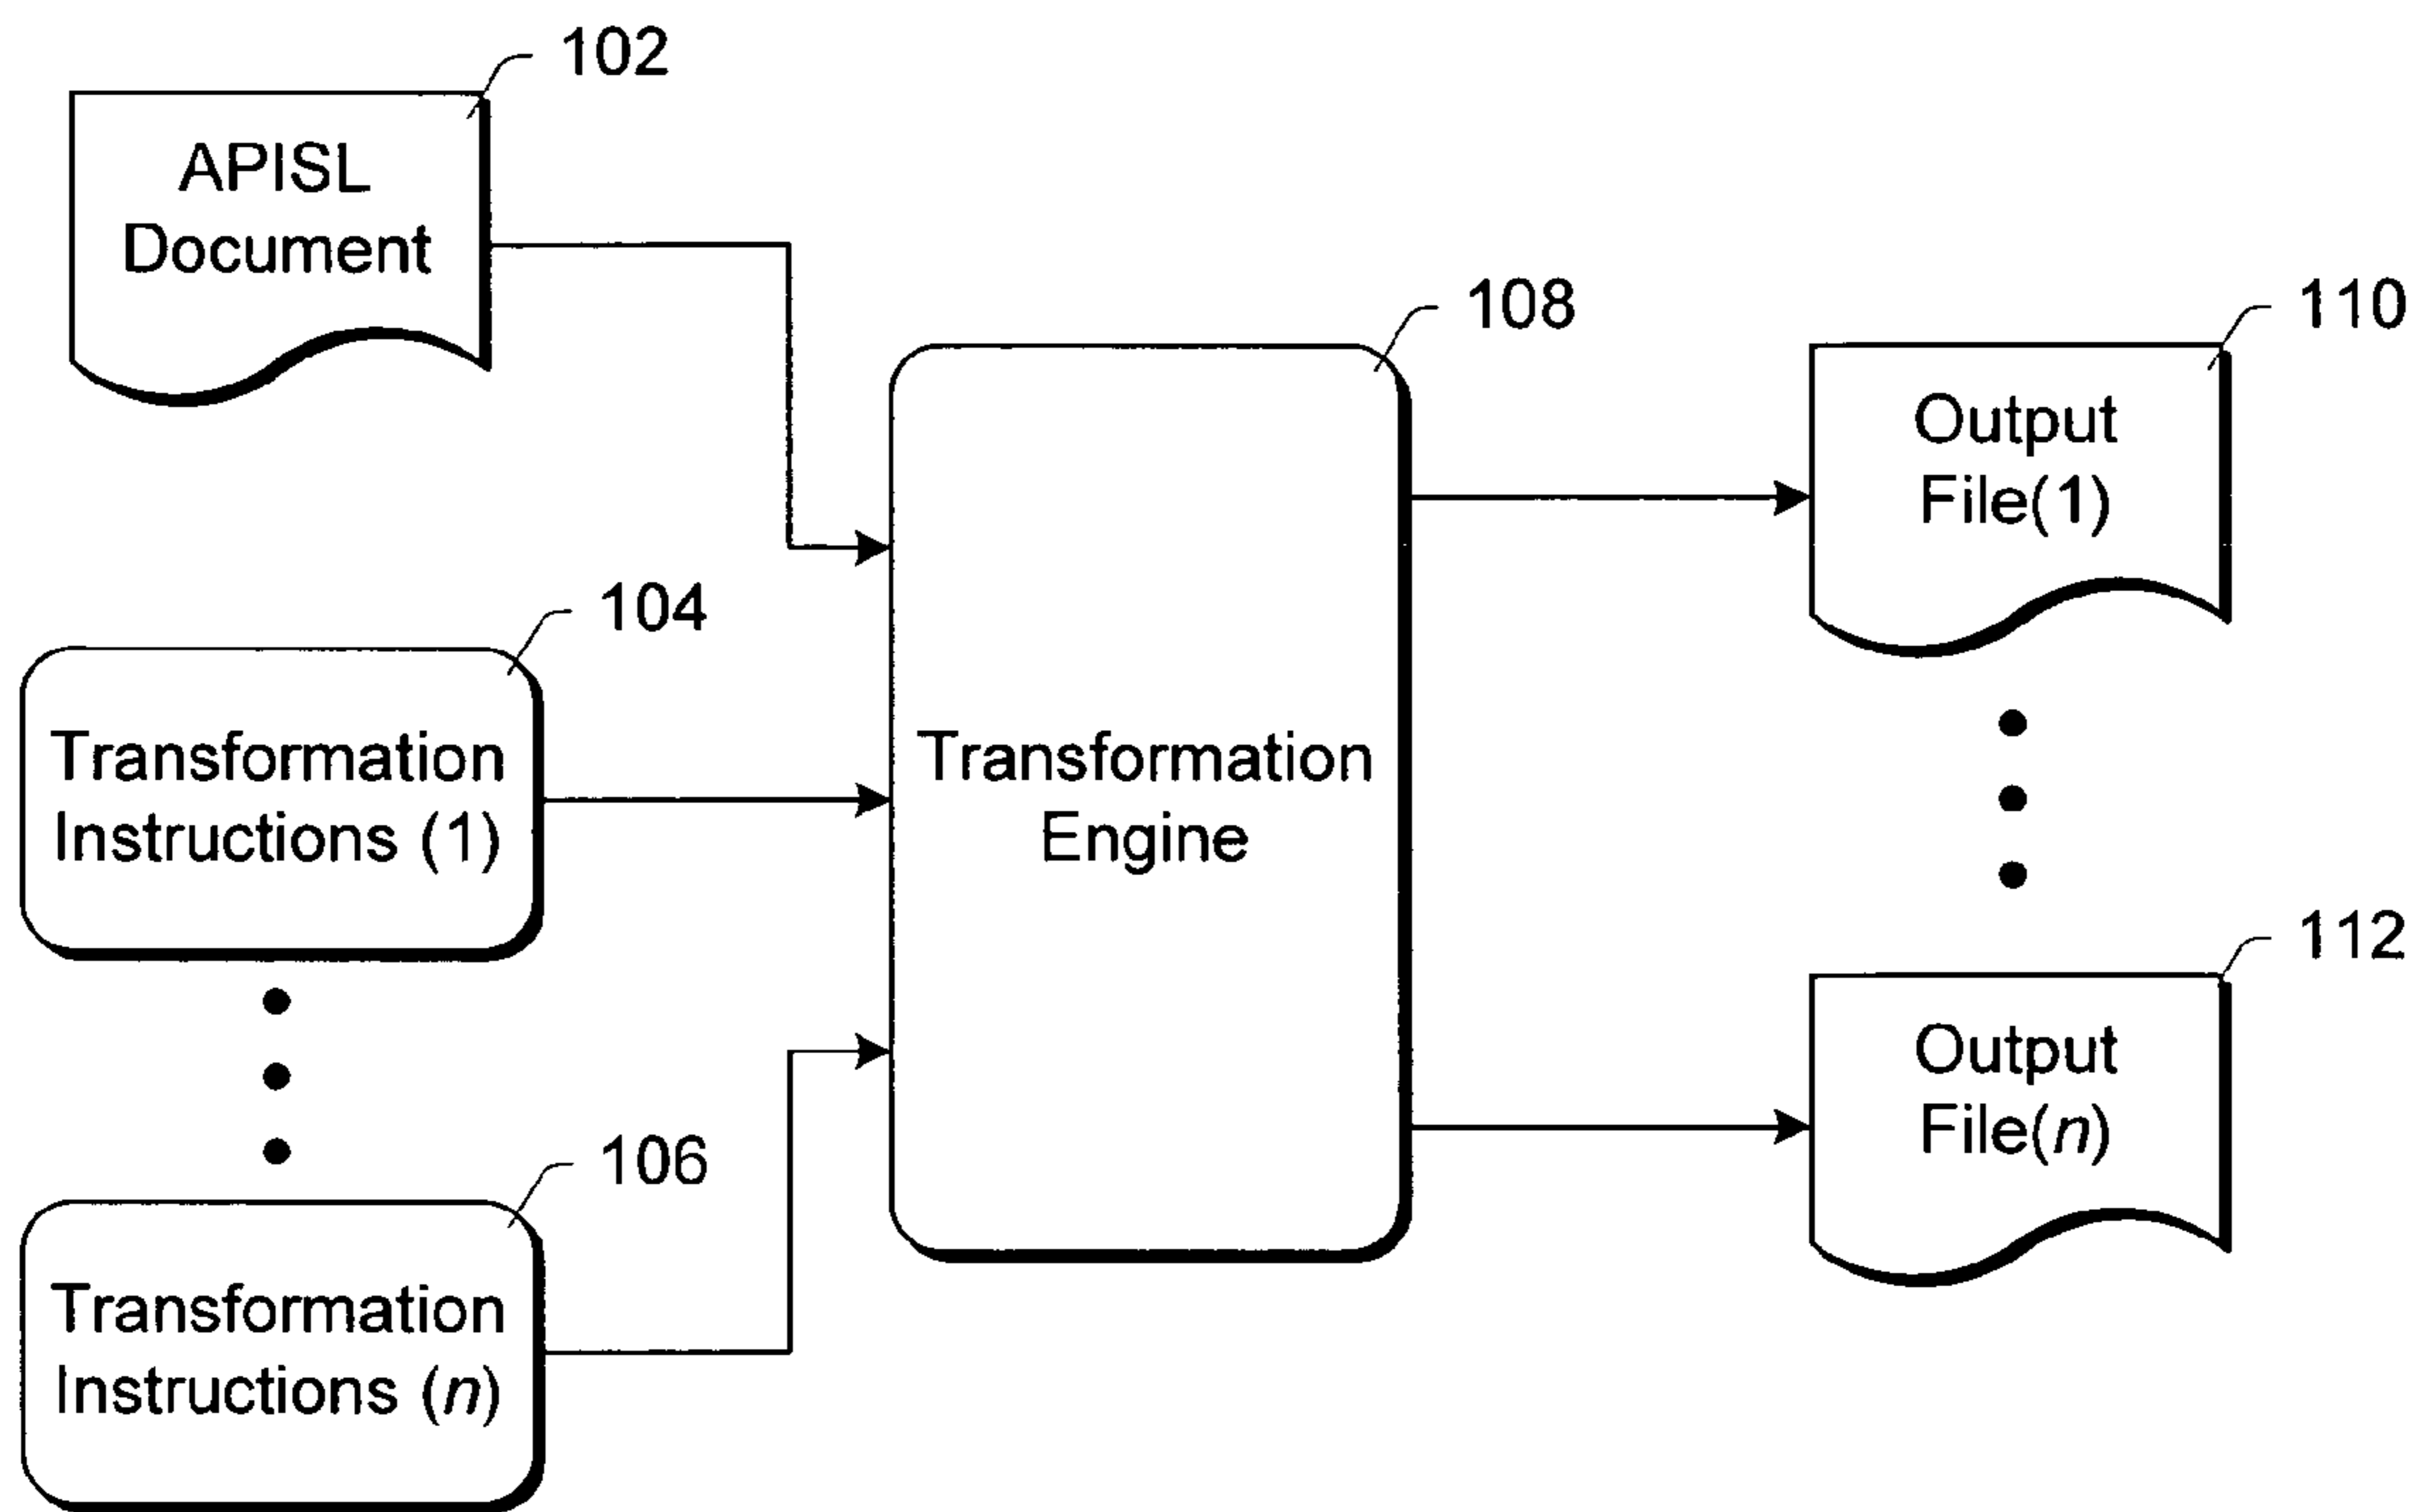 102
APISL
Document
104
Transformation
Instructions (1)
106
Transformation
Instructions (n)
108
Transformation
Engine
110
Output
File(1)
112
Output
File(n)